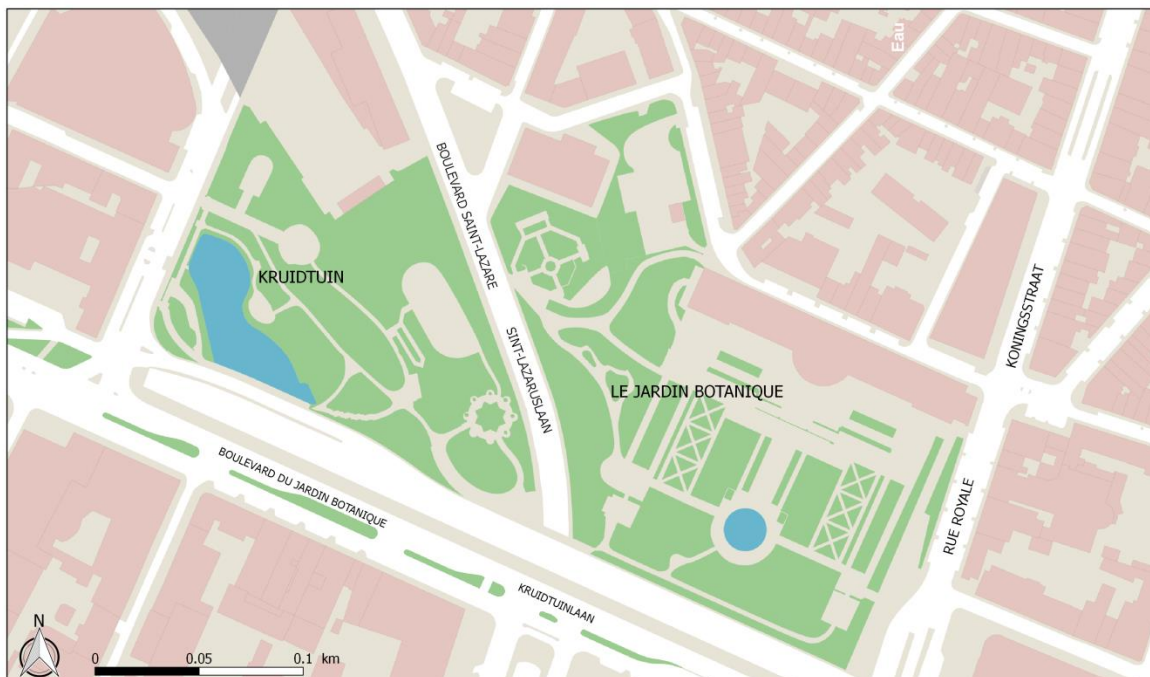 Eau
BOULEVARD SAINT-LAZARE
SINT-LAZARUSLAAN
KRUIDTUIN
KONINGSSTRAAT
LE JARDIN BOTANIQUE
BOULEVARD DU JARDIN BOTANIQUE
RUE ROYALE
KRUIDTUINLAAN
N
0 0.05 0.1 km